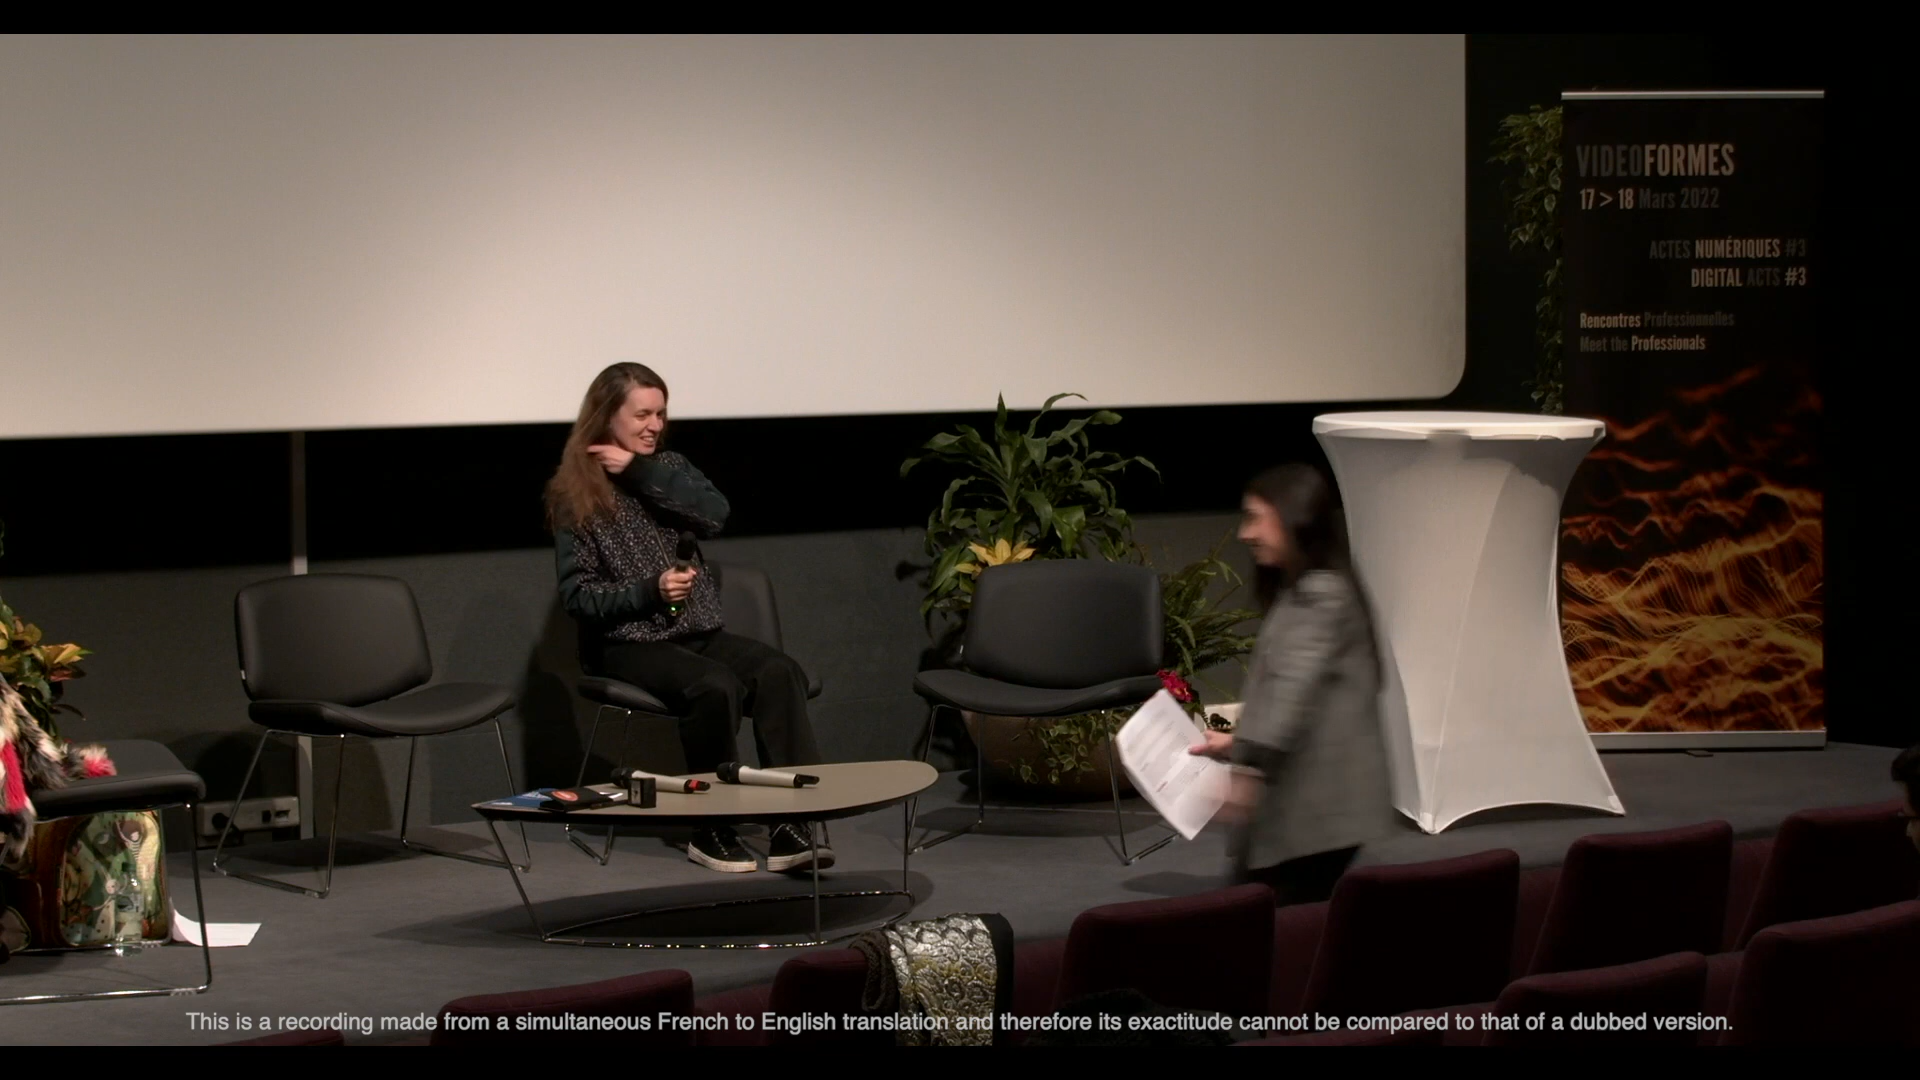 VIDEOFORMES
17 > 18 Mars 2022
ACTES NUMÉRIQUES #3
DIGITAL ACTS #3
Rencontres Professionnelles
Meet the Professionals
This is a recording made from a simultaneous French to English translation and therefore its exactitude cannot be compared to that of a dubbed version.